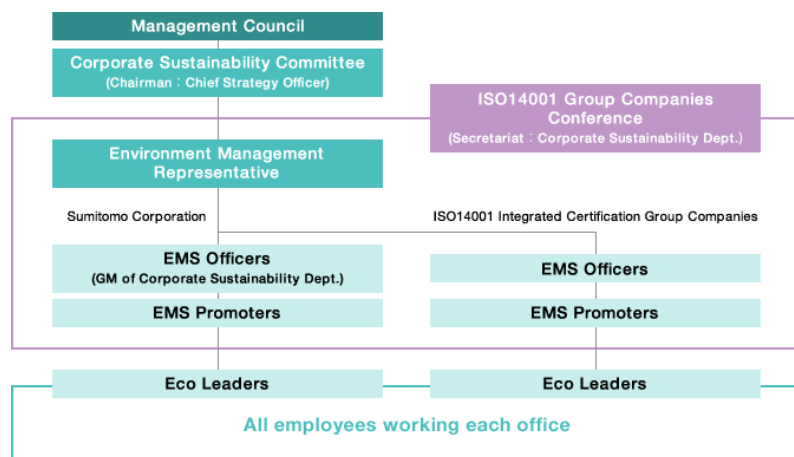 Management Council
Corporate Sustainability Committee
(Chairman：Chief Strategy Officer)
ISO14001 Group Companies
Conference
(Secretariat：Corporate Sustainability Dept.)
Environment Management
Representative
Sumitomo Corporation
ISO14001 Integrated Certification Group Companies
EMS Officers
(GM of Corporate Sustainability Dept.)
EMS Officers
EMS Promoters
EMS Promoters
Eco Leaders
Eco Leaders
All employees working each office